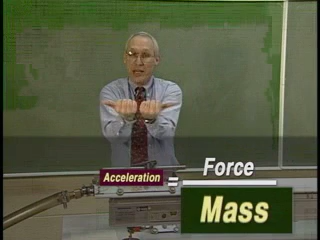 Acceleration = Force
Mass